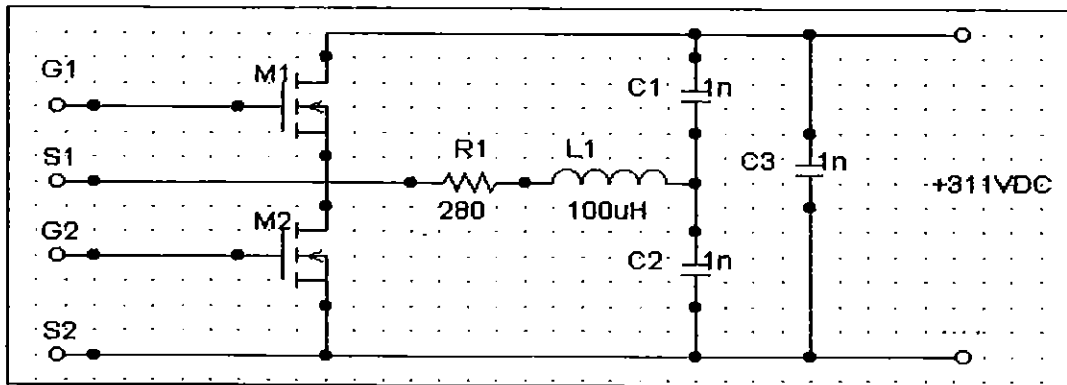 G1
M1
C1 1n
S1
R1
L1
C3 1n
+311VDC
280
100uH
G2
M2
C2 1n
S2